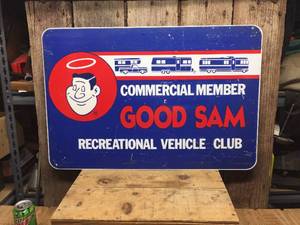 COMMERCIAL MEMBER
GOOD SAM
RECREATIONAL VEHICLE CLUB